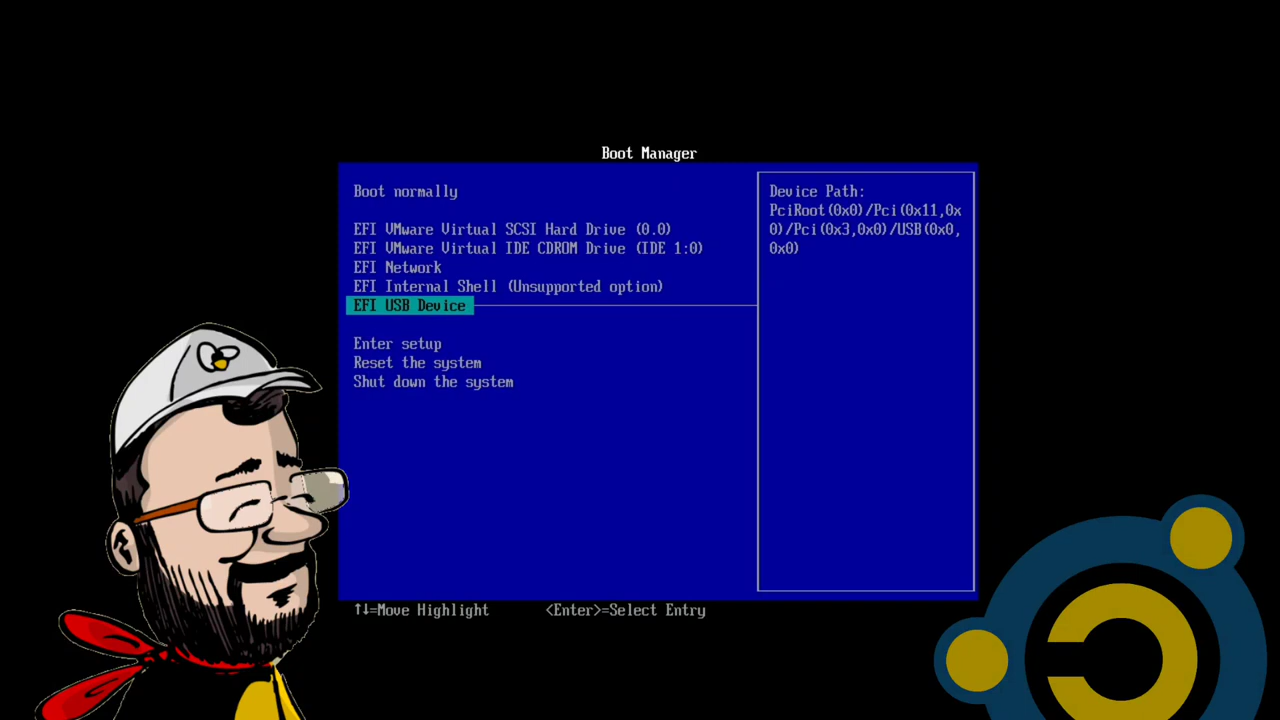 Boot Manager
Boot normally
EFI VMware Virtual SCSI Hard Drive (0.0)
EFI VMware Virtual IDE CDROM Drive (IDE 1:0)
EFI Network
EFI Internal Shell (Unsupported option)
EFI USB Device
Enter setup
Reset the system
Shut down the system
Device Path:
PciRoot(0x0)/Pci(0x11,0x
0)/Pci(0x3,0x0)/USB(0x0,
0x0)
↑↓=Move Highlight
<Enter>=Select Entry